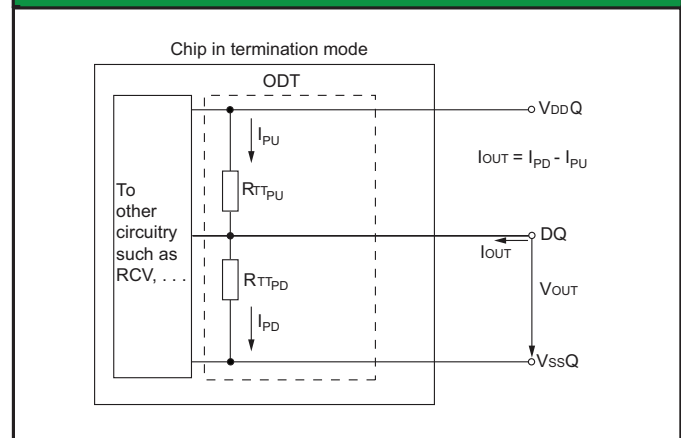 Chip in termination mode
ODT
VDDQ
IPU
IOUT = IPD - IPU
RTTPU
To
other
circuitry
such as
RCV, . . .
DQ
IOUT
RTTPD
VOUT
IPD
VssQ